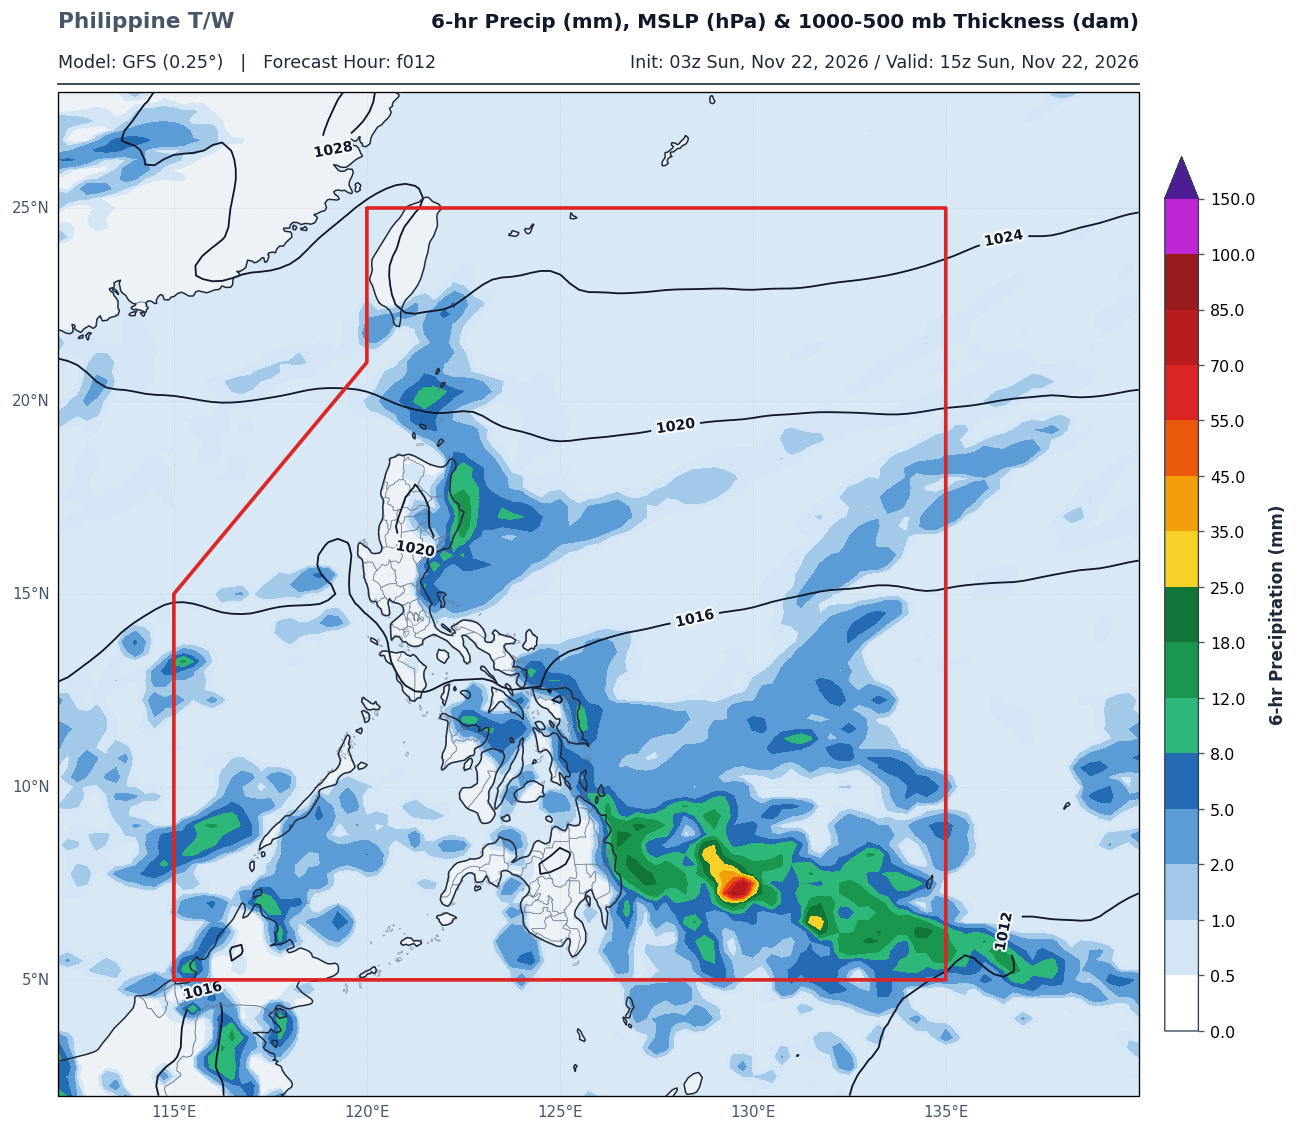 Philippine T/W
6-hr Precip (mm), MSLP (hPa) & 1000-500 mb Thickness (dam)
Model: GFS (0.25°) | Forecast Hour: f012
Init: 03z Sun, Nov 22, 2026 / Valid: 15z Sun, Nov 22, 2026
1028
1024
1020
1020
1016
1012
1016
25°N
20°N
15°N
10°N
5°N
115°E
120°E
125°E
130°E
135°E
150.0
100.0
85.0
70.0
55.0
45.0
35.0
25.0
18.0
12.0
8.0
5.0
2.0
1.0
0.5
0.0
6-hr Precipitation (mm)